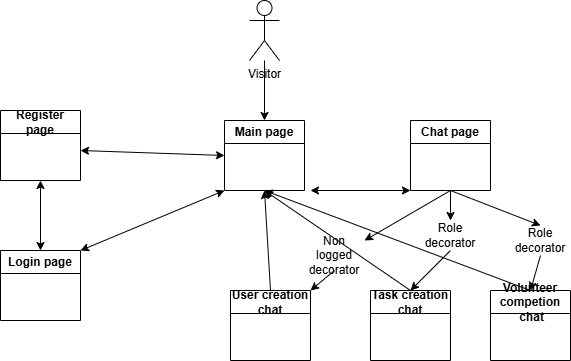 Visitor
Register
page
Main page
Chat page
Login page
Non
logged
decorator
Role
decorator
Role
decorator
User creation
chat
Task creation
chat
Volunteer
competion
chat